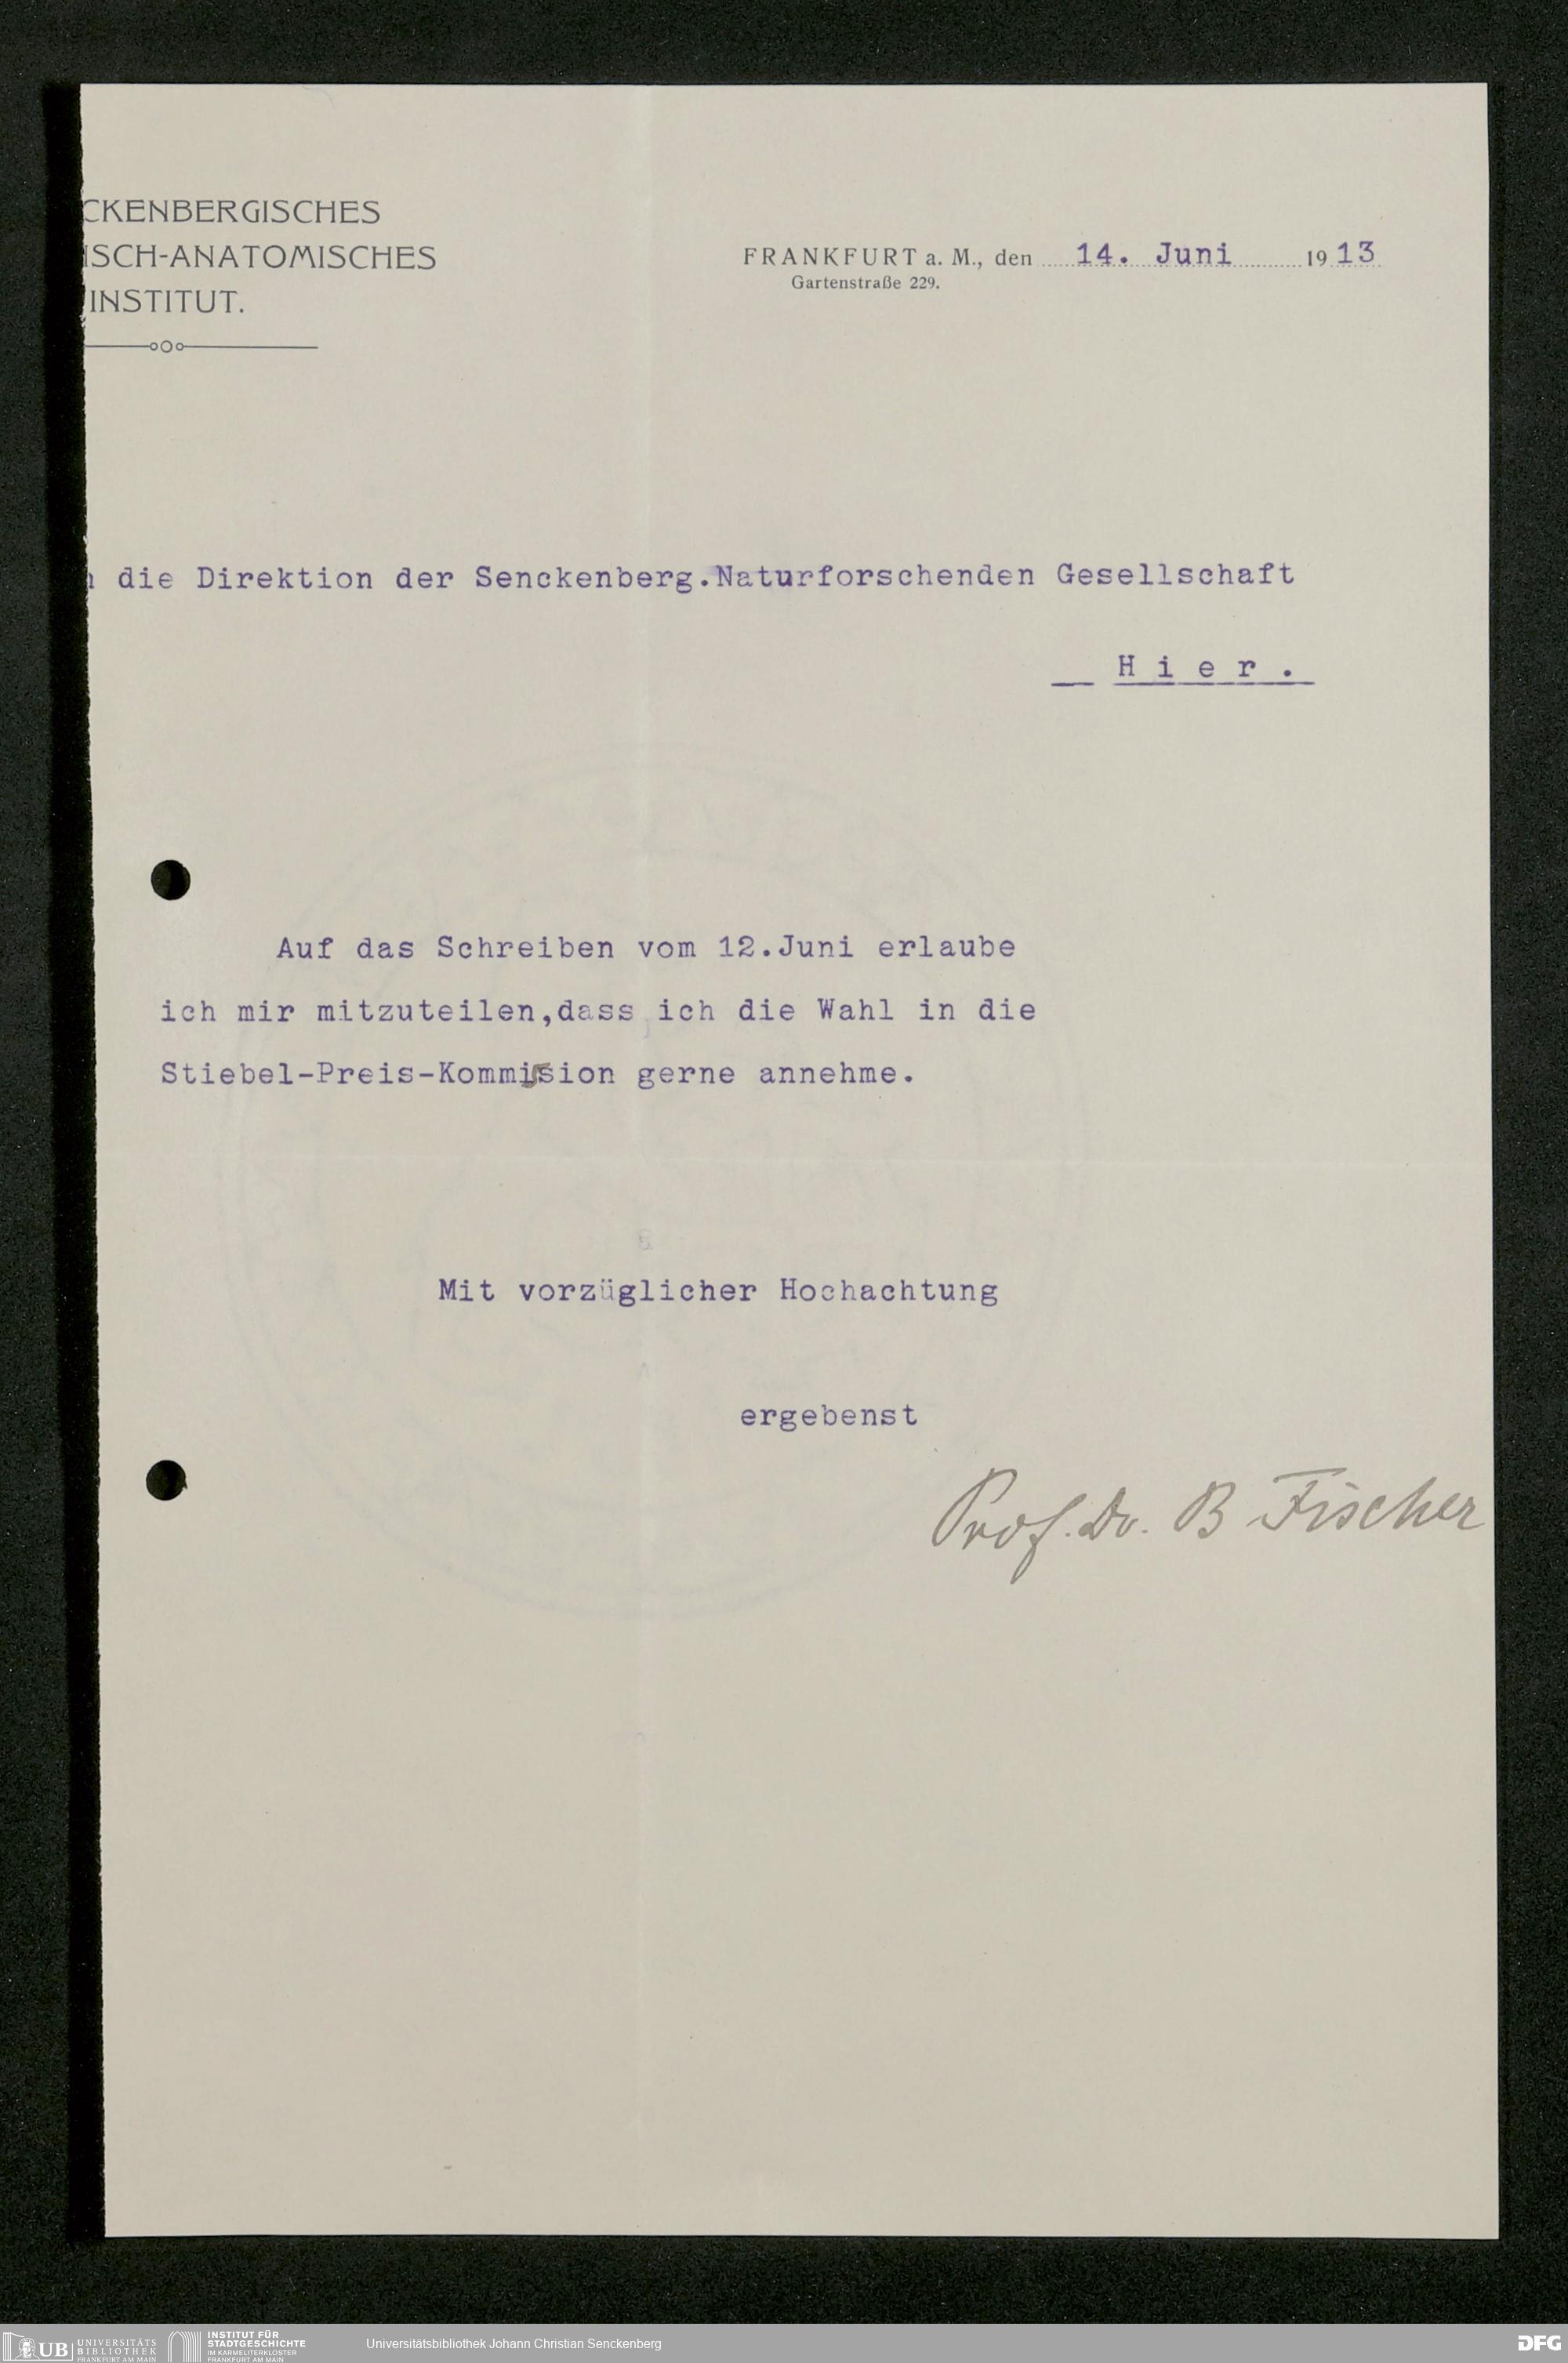 CKENBERGISCHES
ISCH-ANATOMISCHES
INSTITUT.
FRANKFURT a. M., den 14. Juni 1913
Gartenstraße 229.
n die Direktion der Senckenberg.Naturforschenden Gesellschaft
H i e r .
Auf das Schreiben vom 12.Juni erlaube
ich mir mitzuteilen,dass ich die Wahl in die
Stiebel-Preis-Kommission gerne annehme.
Mit vorzüglicher Hochachtung
ergebenst
Prof. Dr. B Fischer
UB UNIVERSITÄTS BIBLIOTHEK FRANKFURT AM MAIN
INSTITUT FÜR STADTGESCHICHTE IM KARMELITERKLOSTER FRANKFURT AM MAIN
Universitätsbibliothek Johann Christian Senckenberg
DFG